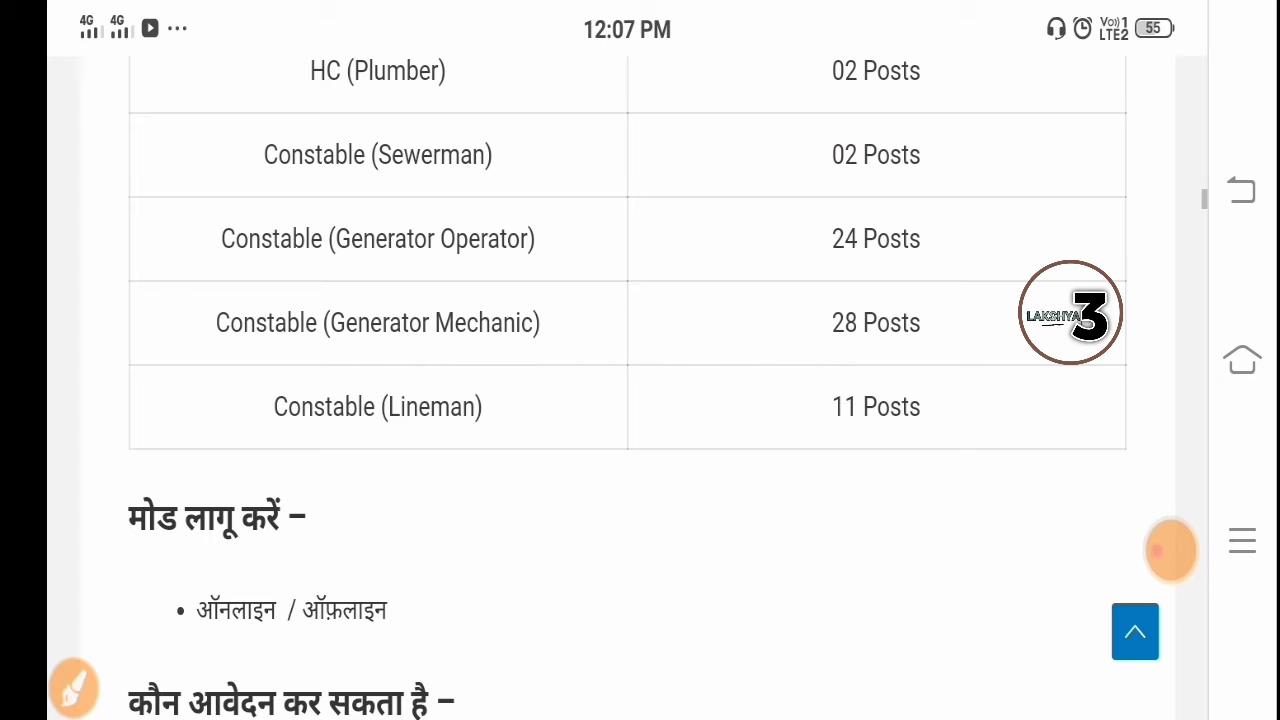 4G 4G 12:07 PM Vo)) 1 LTE2 55
HC (Plumber) 02 Posts
Constable (Sewerman) 02 Posts
Constable (Generator Operator) 24 Posts
Constable (Generator Mechanic) 28 Posts
LAKSHYA 3
Constable (Lineman) 11 Posts
मोड लागू करें –
• ऑनलाइन / ऑफ़लाइन
कौन आवेदन कर सकता है –